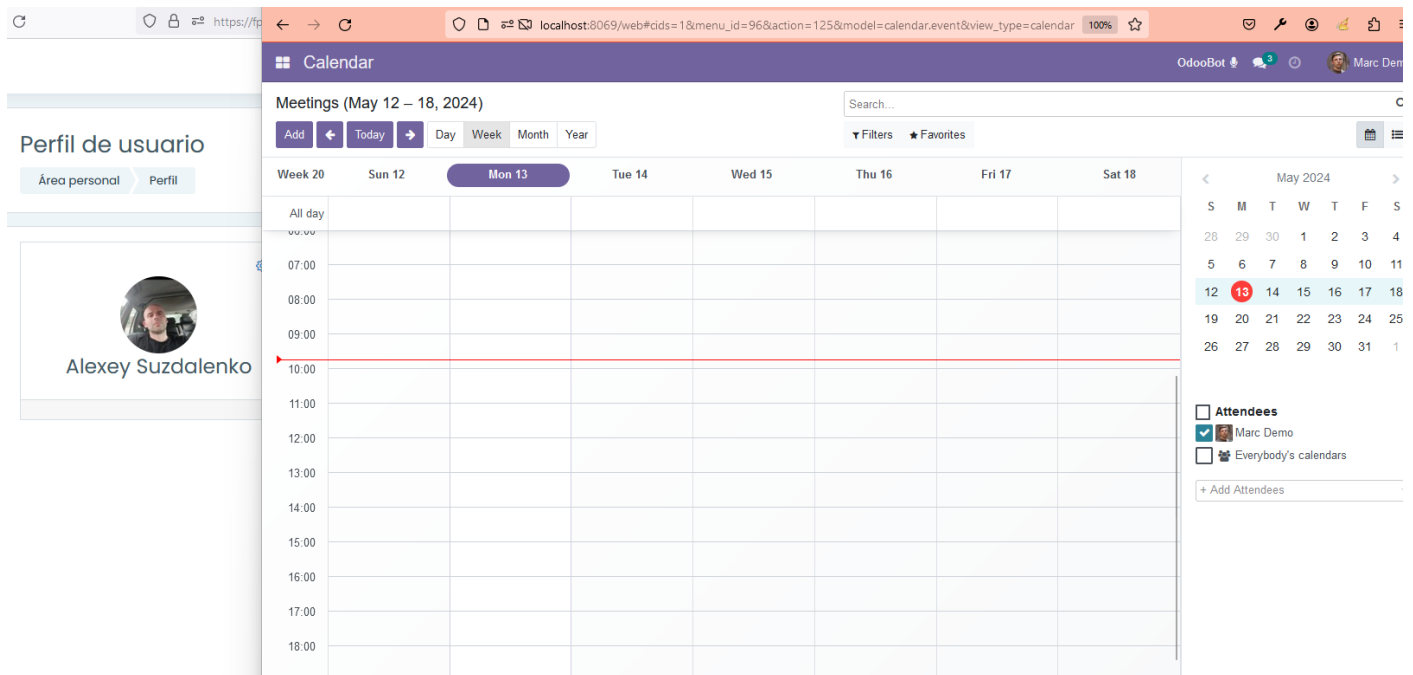 https://fp
localhost:8069/web#cids=1&menu_id=96&action=125&model=calendar.event&view_type=calendar
100%
Calendar
OdooBot
3
Marc Dem
Perfil de usuario
Área personal
Perfil
Alexey Suzdalenko
Meetings (May 12 – 18, 2024)
Search...
Add Today Day Week Month Year
Filters Favorites
Week 20 Sun 12 Mon 13 Tue 14 Wed 15 Thu 16 Fri 17 Sat 18
All day
06:00
07:00
08:00
09:00
10:00
11:00
12:00
13:00
14:00
15:00
16:00
17:00
18:00
May 2024
S M T W T F S
28 29 30 1 2 3 4
5 6 7 8 9 10 11
12 13 14 15 16 17 18
19 20 21 22 23 24 25
26 27 28 29 30 31 1
Attendees
Marc Demo
Everybody's calendars
+ Add Attendees